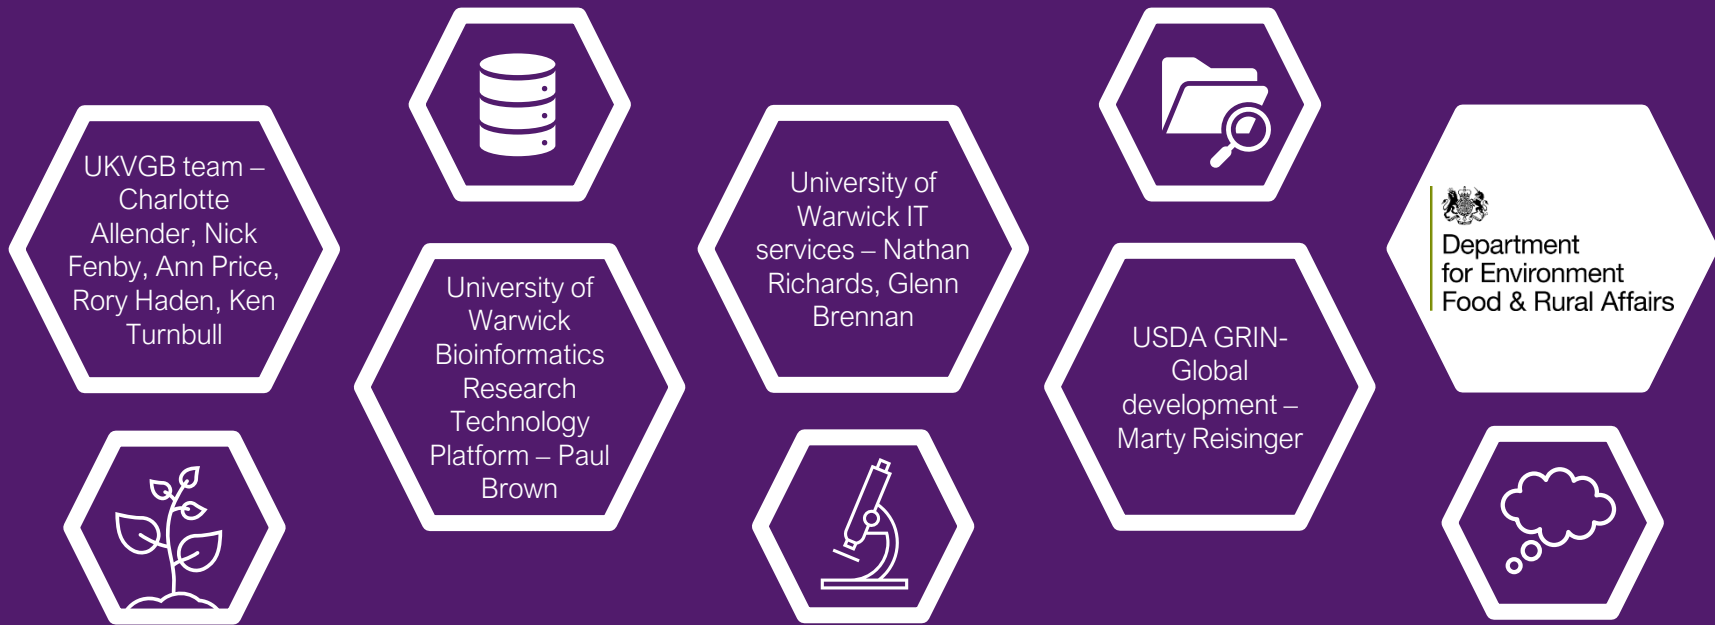 UKVGB team –
Charlotte
Allender, Nick
Fenby, Ann Price,
Rory Haden, Ken
Turnbull
University of
Warwick
Bioinformatics
Research
Technology
Platform – Paul
Brown
University of
Warwick IT
services – Nathan
Richards, Glenn
Brennan
USDA GRIN-
Global
development –
Marty Reisinger
Department
for Environment
Food & Rural Affairs